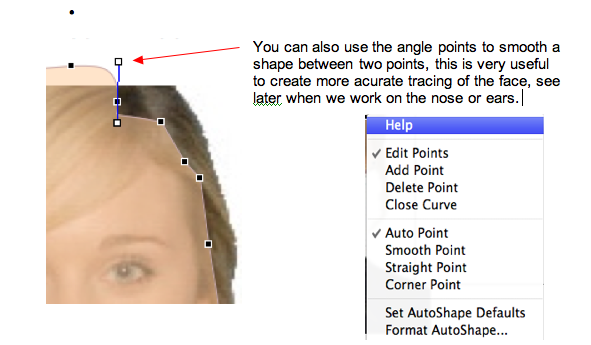 You can also use the angle points to smooth a
shape between two points, this is very useful
to create more acurate tracing of the face, see
later when we work on the nose or ears.
Help
✓ Edit Points
Add Point
Delete Point
Close Curve
✓ Auto Point
Smooth Point
Straight Point
Corner Point
Set AutoShape Defaults
Format AutoShape...